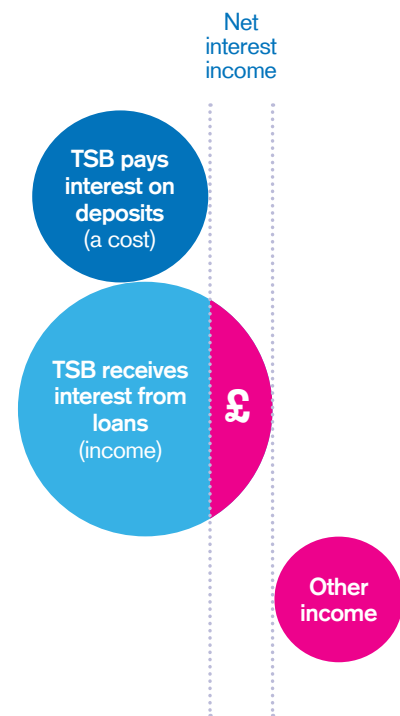 Net
interest
income
TSB pays
interest on
deposits
(a cost)
TSB receives
interest from
loans
(income)
£
Other
income